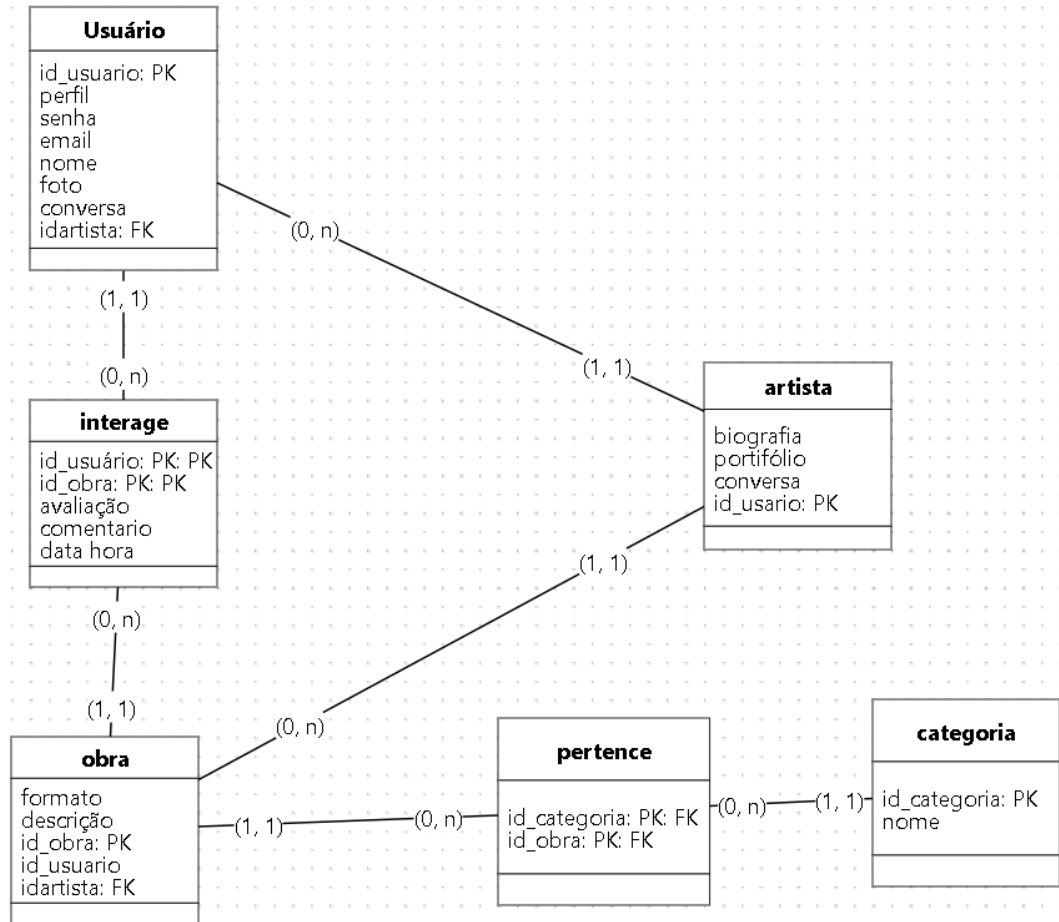 Usuário
id_usuario: PK
perfil
senha
email
nome
foto
conversa
idartista: FK
(0, n)
(1, 1)
(1, 1)
(0, n)
artista
biografia
portifólio
conversa
id_usario: PK
interage
id_usuário: PK: PK
id_obra: PK: PK
avaliação
comentario
data hora
(1, 1)
(0, n)
(0, n)
(1, 1)
obra
formato
descrição
id_obra: PK
id_usuario
idartista: FK
(1, 1)
(0, n)
pertence
id_categoria: PK: FK
id_obra: PK: FK
(0, n)
(1, 1)
categoria
id_categoria: PK
nome